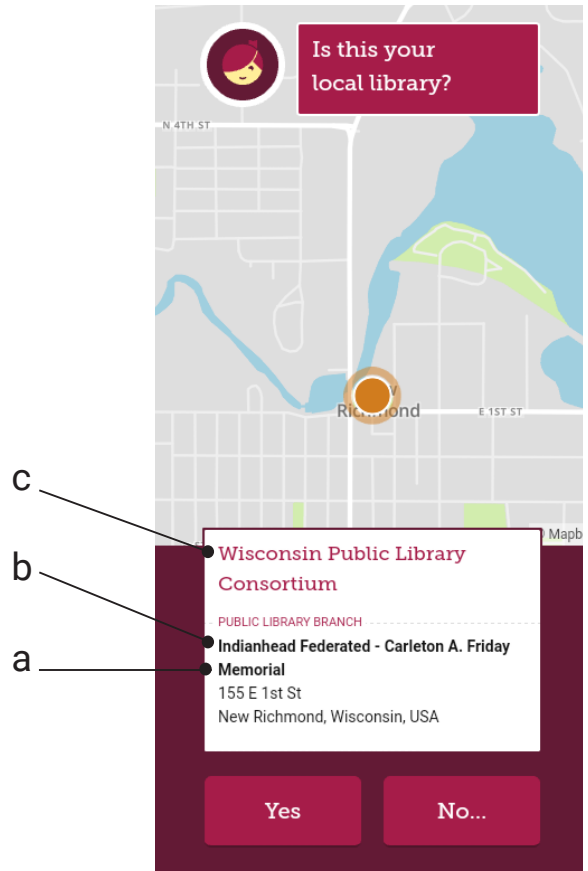 Is this your
local library?
N 4TH ST
E 1ST ST
c
© Mapb
Wisconsin Public Library
Consortium
b
PUBLIC LIBRARY BRANCH
Indianhead Federated - Carleton A. Friday
a
Memorial
155 E 1st St
New Richmond, Wisconsin, USA
Yes
No...